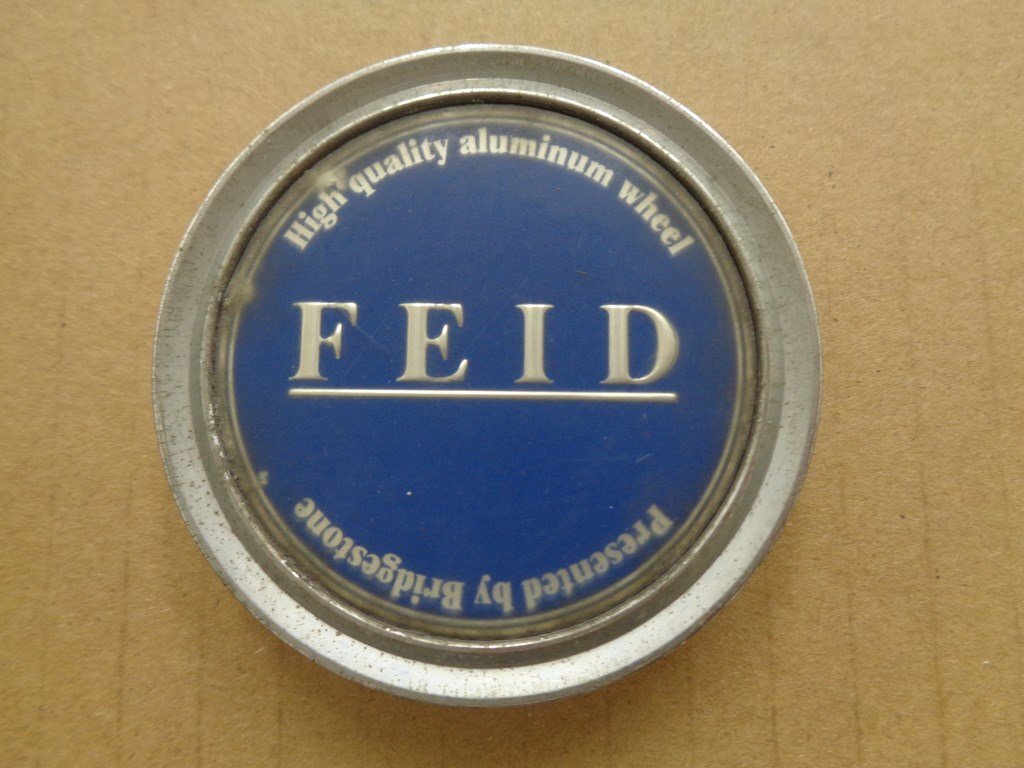 High quality aluminum wheel
FEID
Presented by Bridgestone